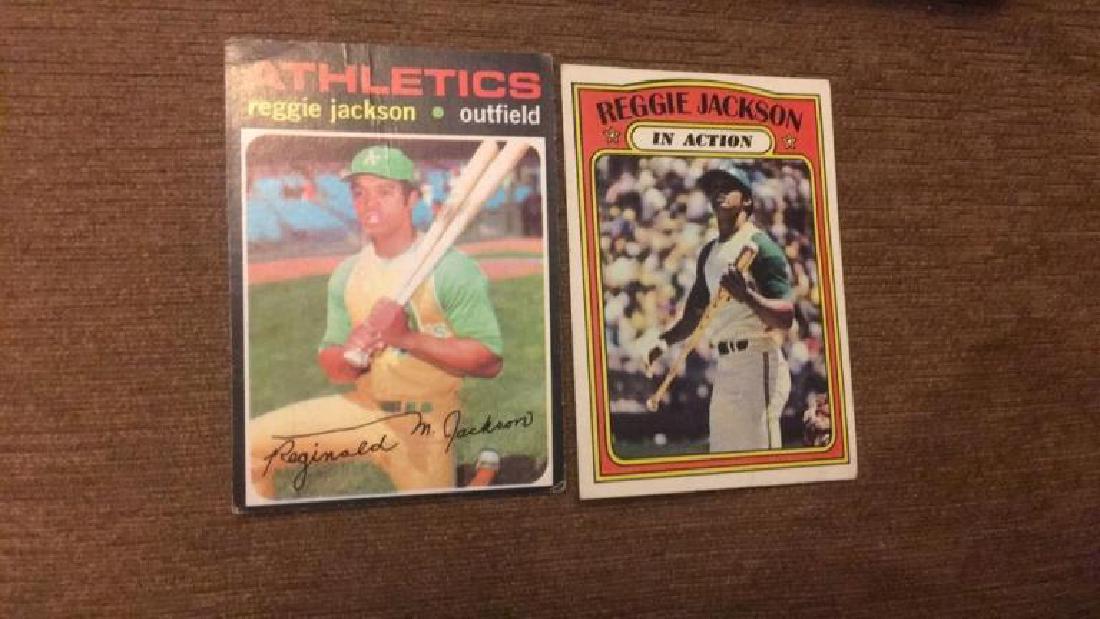 ATHLETICS
reggie jackson • outfield
Reginald M. Jackson
REGGIE JACKSON
IN ACTION